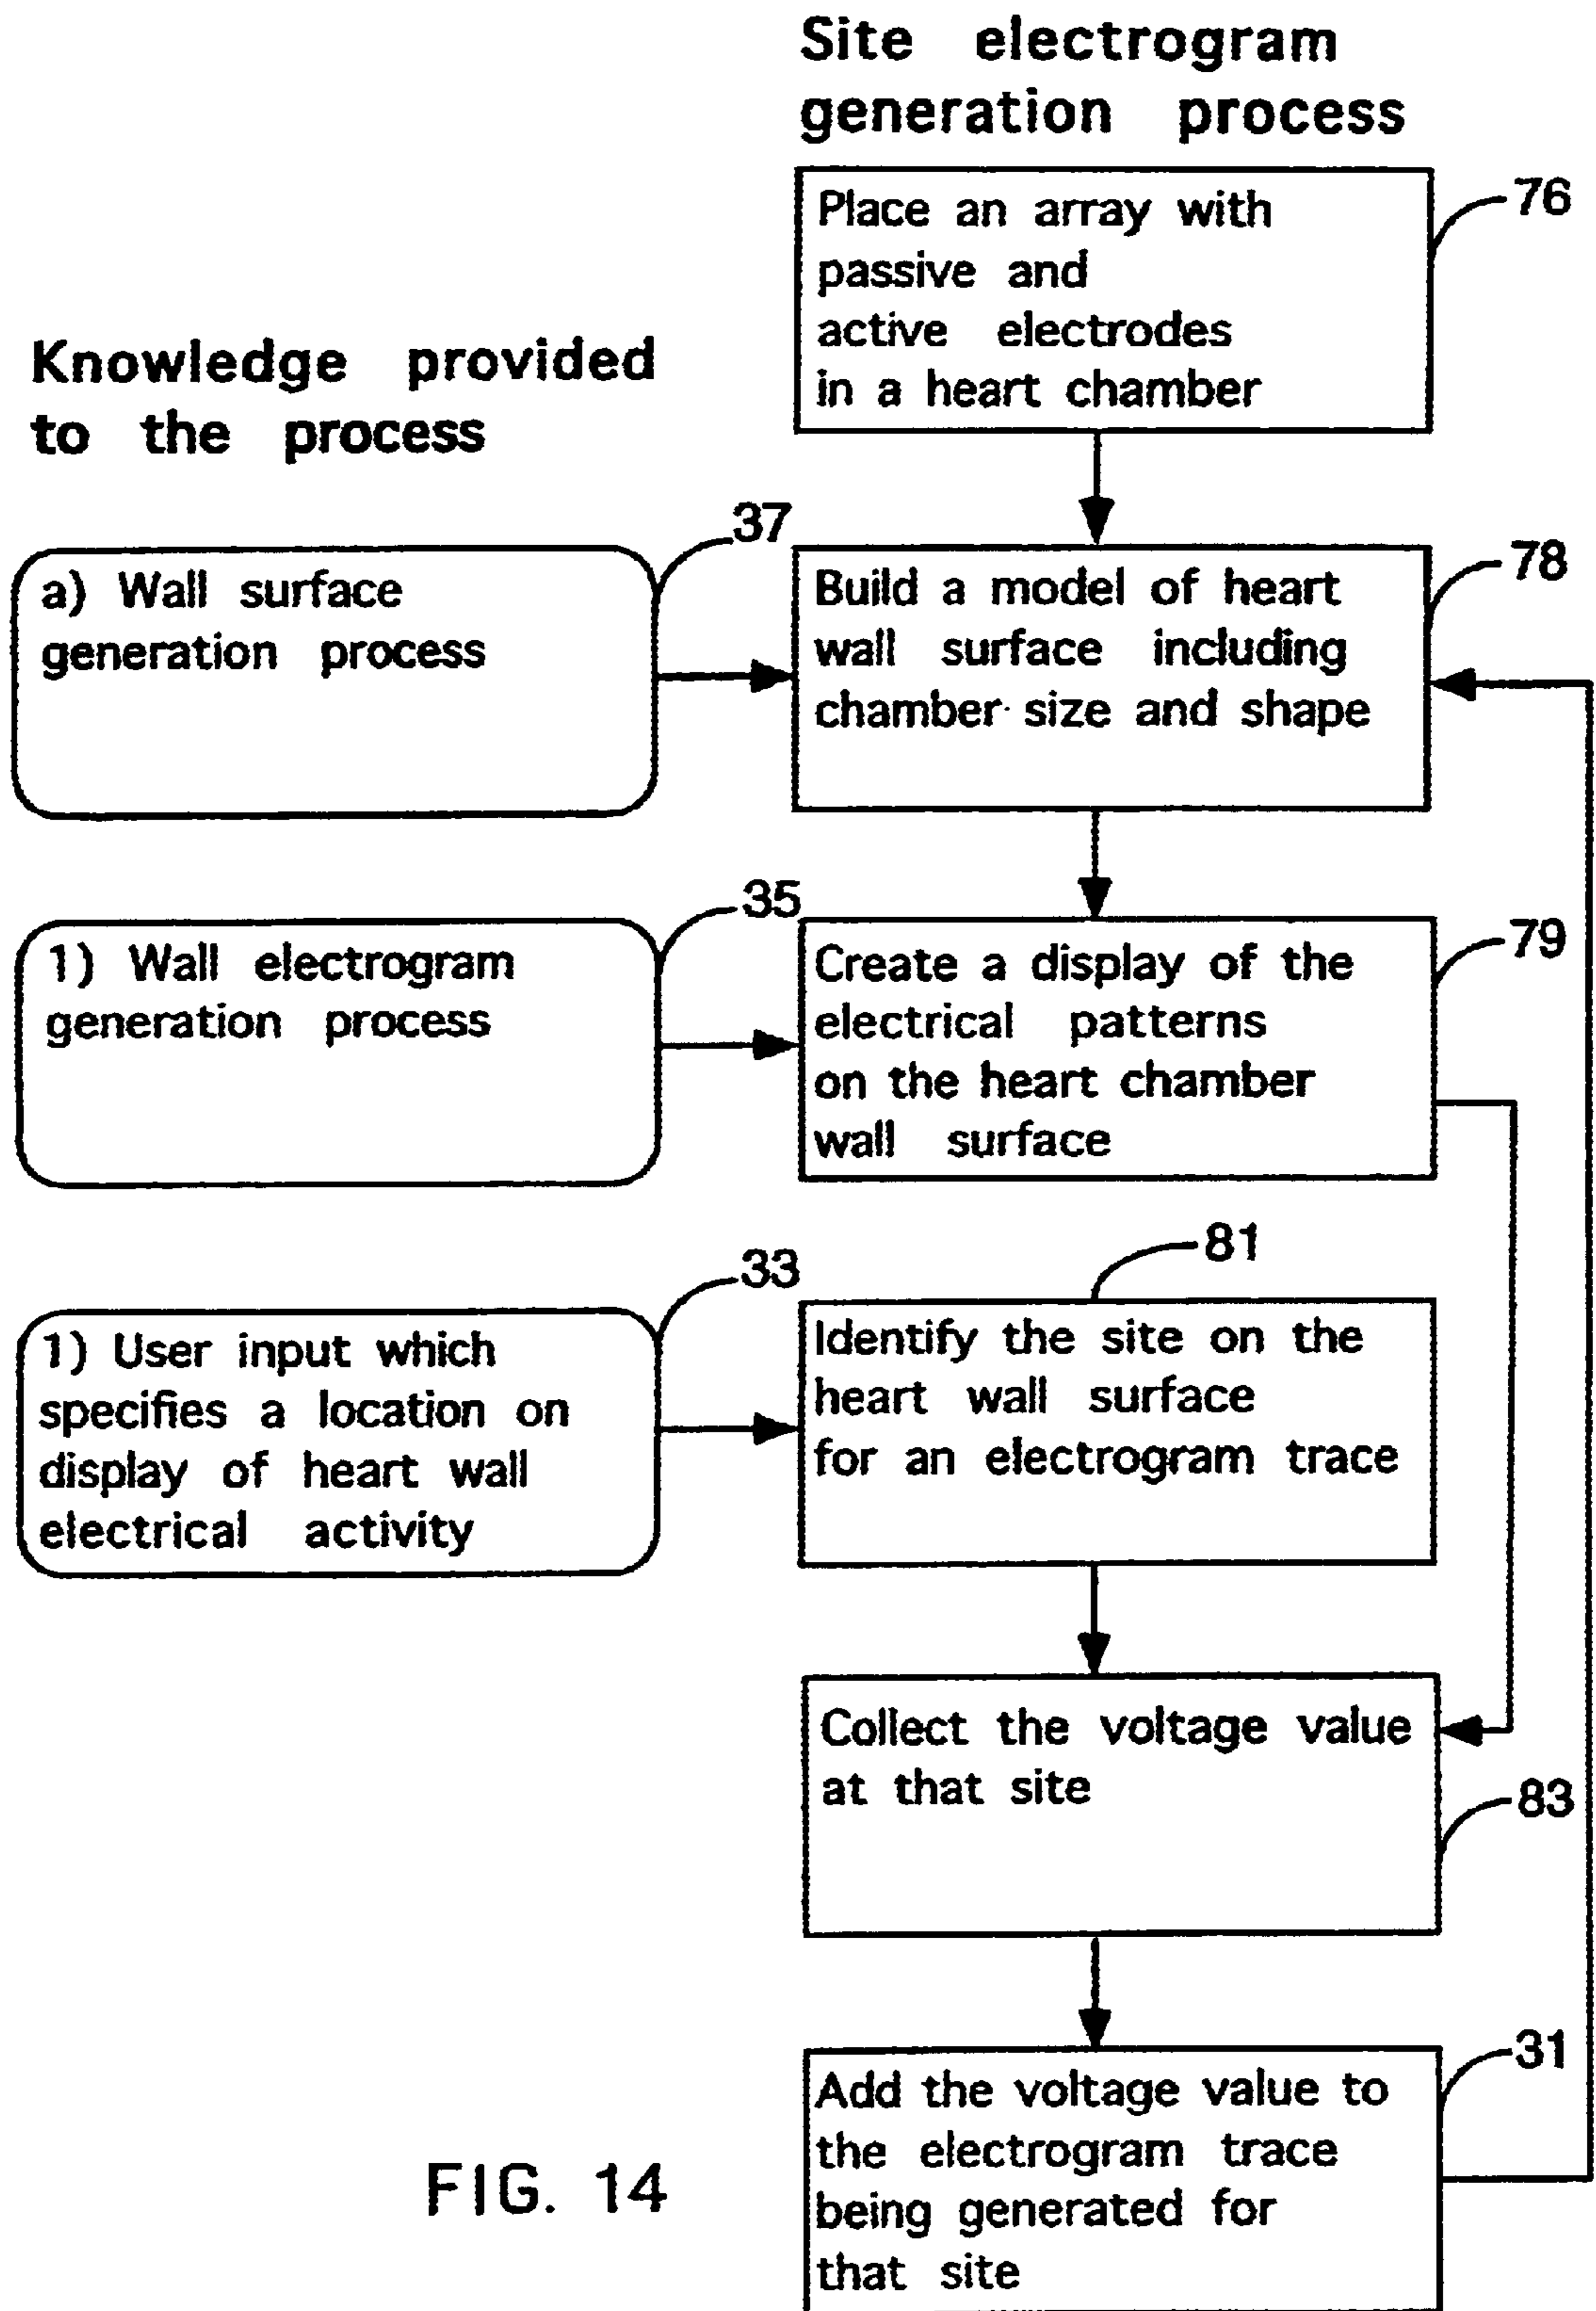 Site electrogram
generation process
Place an array with
passive and
active electrodes
in a heart chamber
76
Knowledge provided
to the process
a) Wall surface
generation process
37
Build a model of heart
wall surface including
chamber size and shape
78
1) Wall electrogram
generation process
35
Create a display of the
electrical patterns
on the heart chamber
wall surface
79
1) User input which
specifies a location on
display of heart wall
electrical activity
33
Identify the site on the
heart wall surface
for an electrogram trace
81
Collect the voltage value
at that site
83
Add the voltage value to
the electrogram trace
being generated for
that site
31
FIG. 14